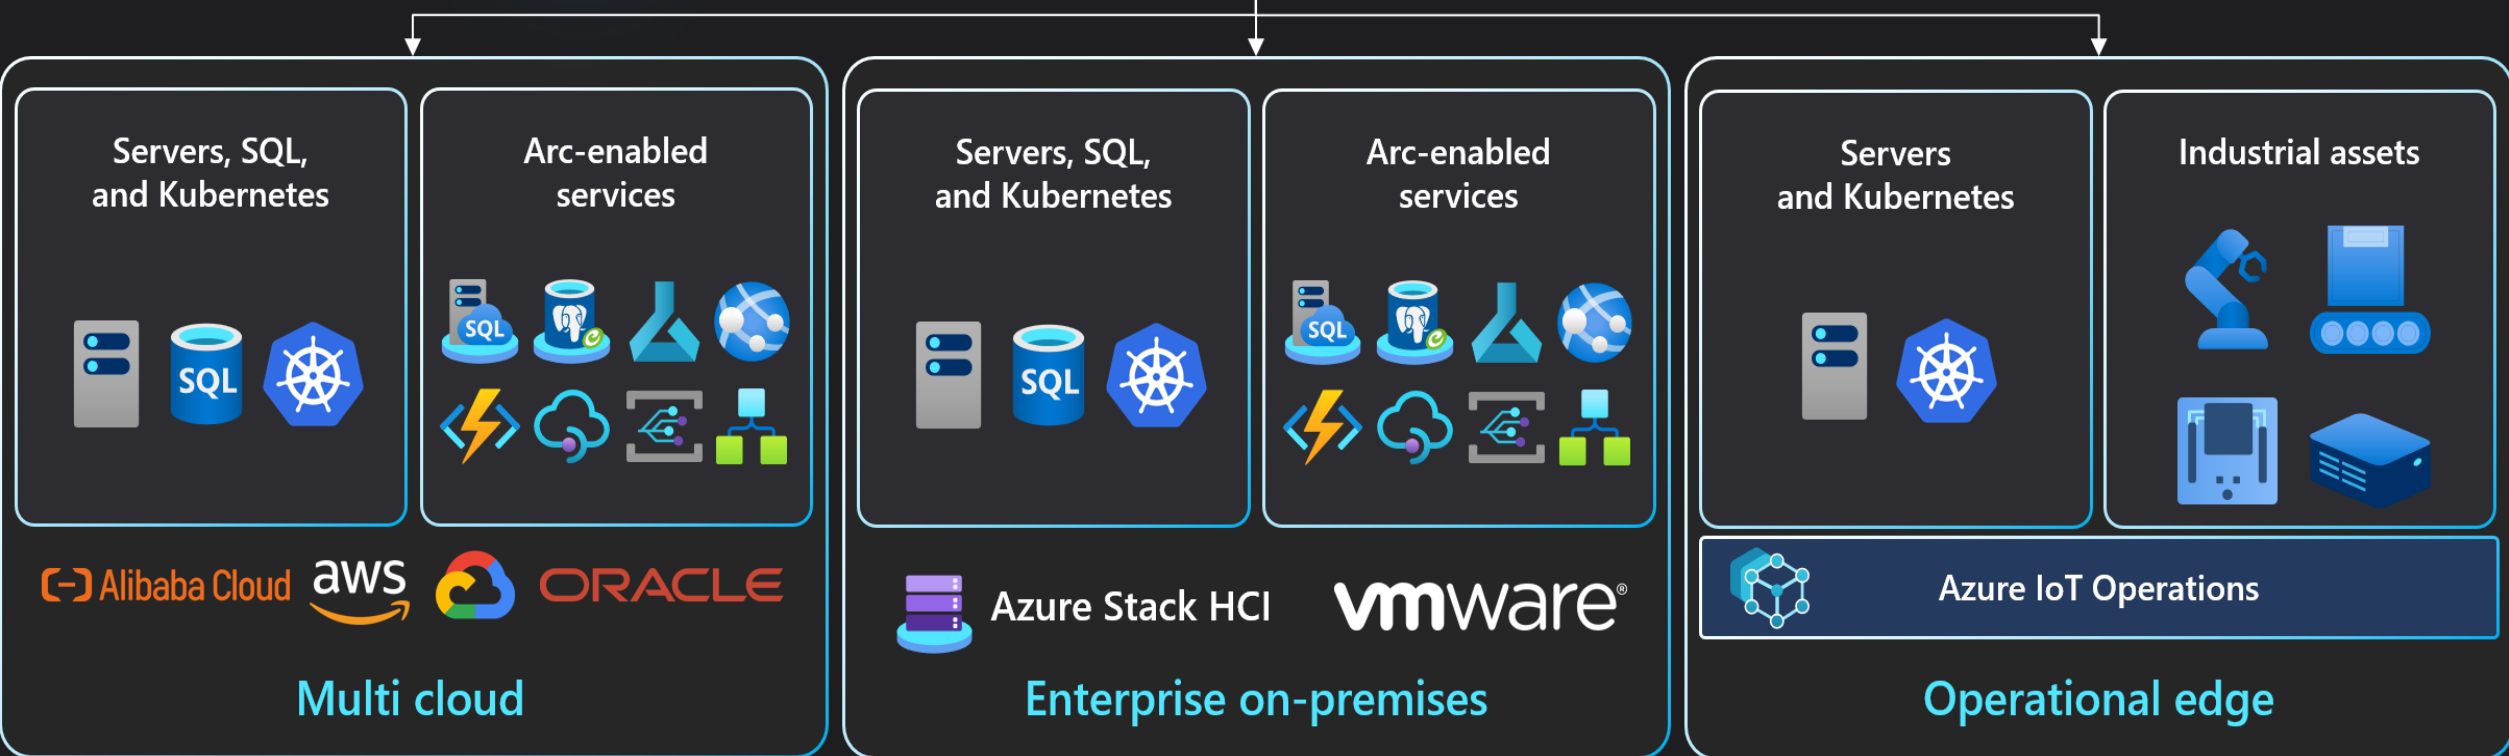 Servers, SQL,
and Kubernetes
SQL
Arc-enabled
services
SQL
Alibaba Cloud
aws
ORACLE
Multi cloud
Servers, SQL,
and Kubernetes
SQL
Arc-enabled
services
SQL
Azure Stack HCI
vmware®
Enterprise on-premises
Servers
and Kubernetes
Industrial assets
Azure IoT Operations
Operational edge